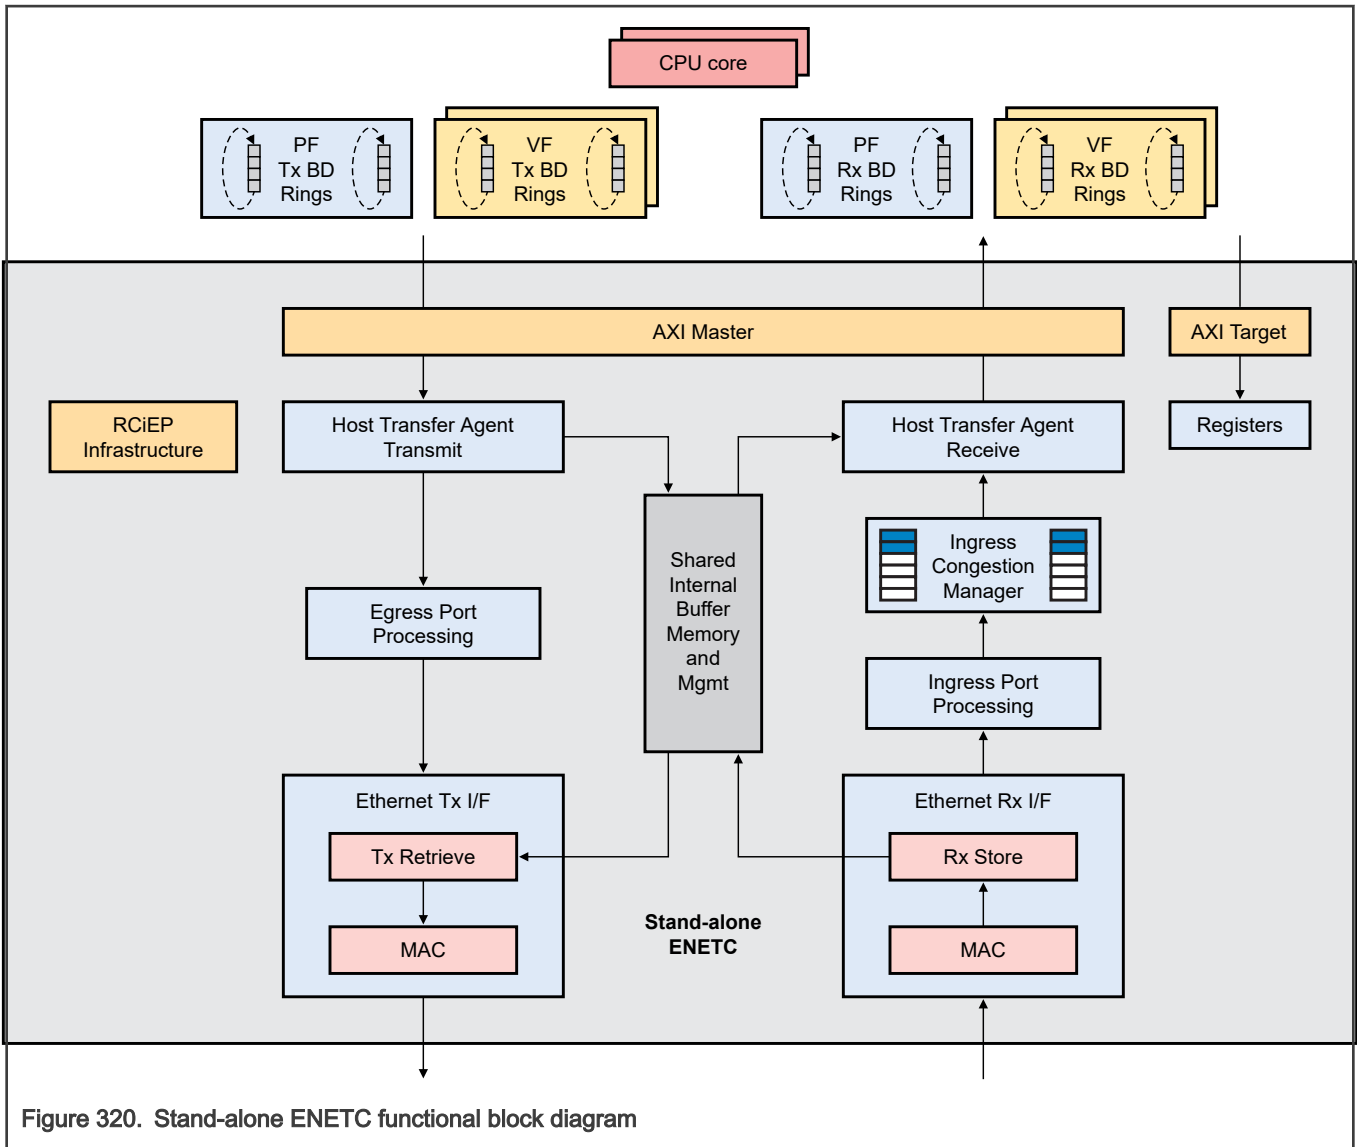 CPU core
PF
Tx BD
Rings
VF
Tx BD
Rings
PF
Rx BD
Rings
VF
Rx BD
Rings
AXI Master
AXI Target
RCiEP
Infrastructure
Host Transfer Agent
Transmit
Host Transfer Agent
Receive
Registers
Shared
Internal
Buffer
Memory
and
Mgmt
Ingress
Congestion
Manager
Egress Port
Processing
Ingress Port
Processing
Ethernet Tx I/F
Tx Retrieve
MAC
Ethernet Rx I/F
Rx Store
MAC
Stand-alone
ENETC
Figure 320. Stand-alone ENETC functional block diagram